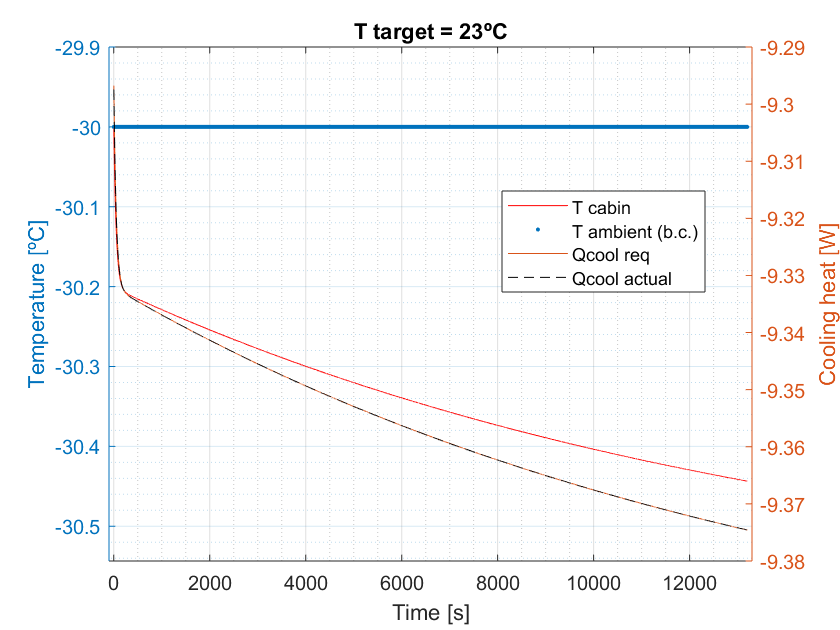 T target = 23ºC
-29.9
-30
-30.1
-30.2
-30.3
-30.4
-30.5
Temperature [ºC]
-9.29
-9.3
-9.31
-9.32
-9.33
-9.34
-9.35
-9.36
-9.37
-9.38
Cooling heat [W]
T cabin
T ambient (b.c.)
Qcool req
Qcool actual
0 2000 4000 6000 8000 10000 12000
Time [s]